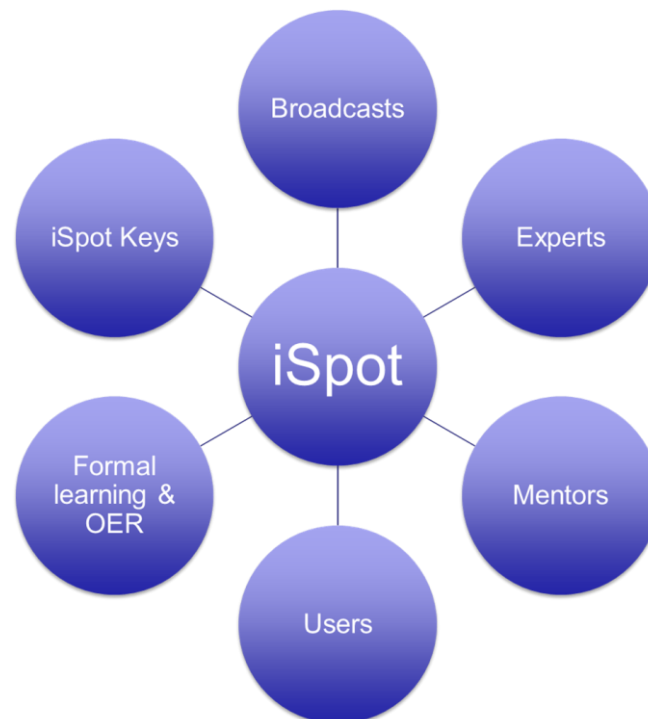 Broadcasts
iSpot Keys
Experts
iSpot
Formal
learning &
OER
Mentors
Users